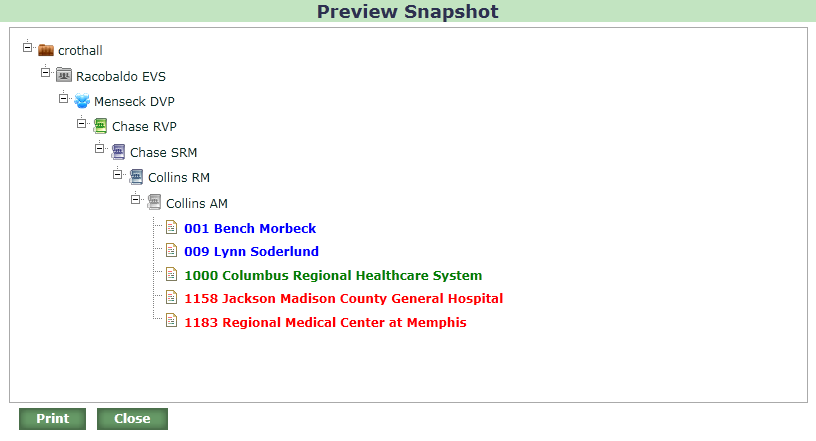 Preview Snapshot
crothall
Racobaldo EVS
Menseck DVP
Chase RVP
Chase SRM
Collins RM
Collins AM
001 Bench Morbeck
009 Lynn Soderlund
1000 Columbus Regional Healthcare System
1158 Jackson Madison County General Hospital
1183 Regional Medical Center at Memphis
Print Close